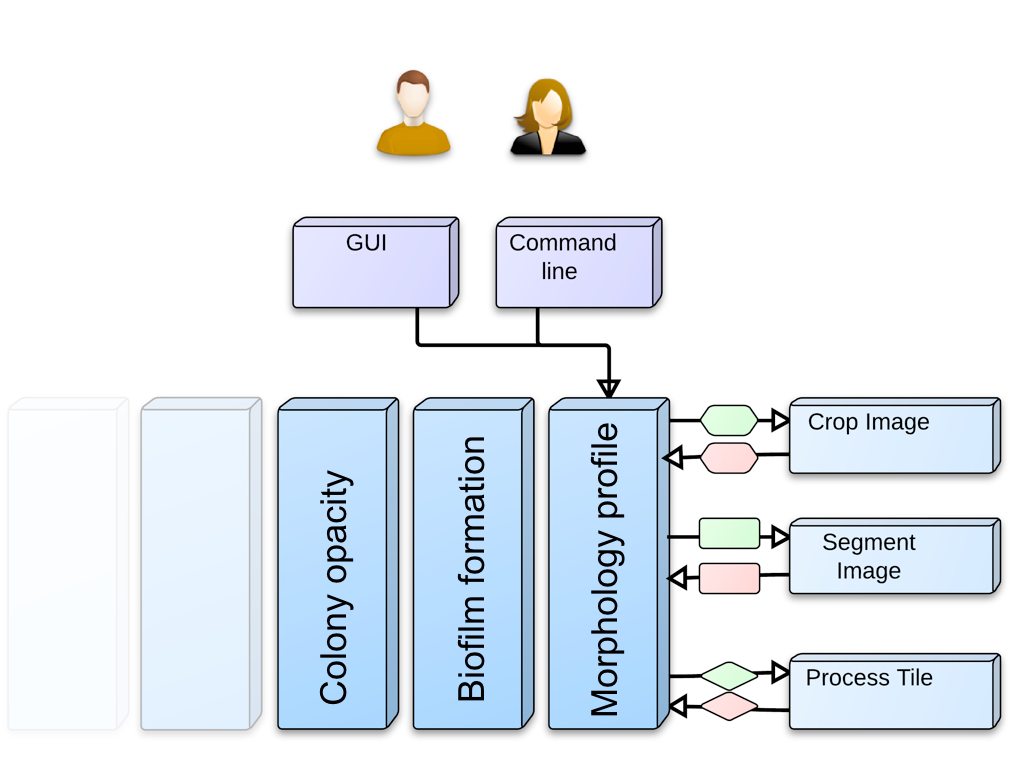 GUI
Command
line
Colony opacity
Biofilm formation
Morphology profile
Crop Image
Segment
Image
Process Tile